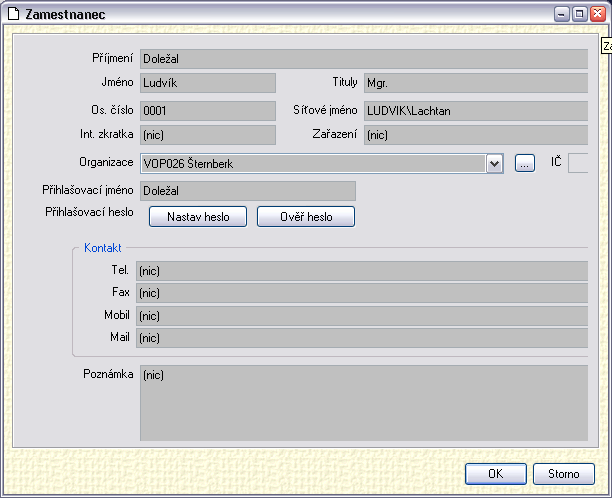 Zamestnanec
Za
Příjmení Doležal
Jméno Ludvík Tituly Mgr.
Os. číslo 0001 Síťové jméno LUDVIK\Lachtan
Int. zkratka (nic) Zařazení (nic)
Organizace VOP026 Šternberk ... IČ
Přihlašovací jméno Doležal
Přihlašovací heslo Nastav heslo Ověř heslo
Kontakt
Tel. (nic)
Fax (nic)
Mobil (nic)
Mail (nic)
Poznámka (nic)
OK Storno